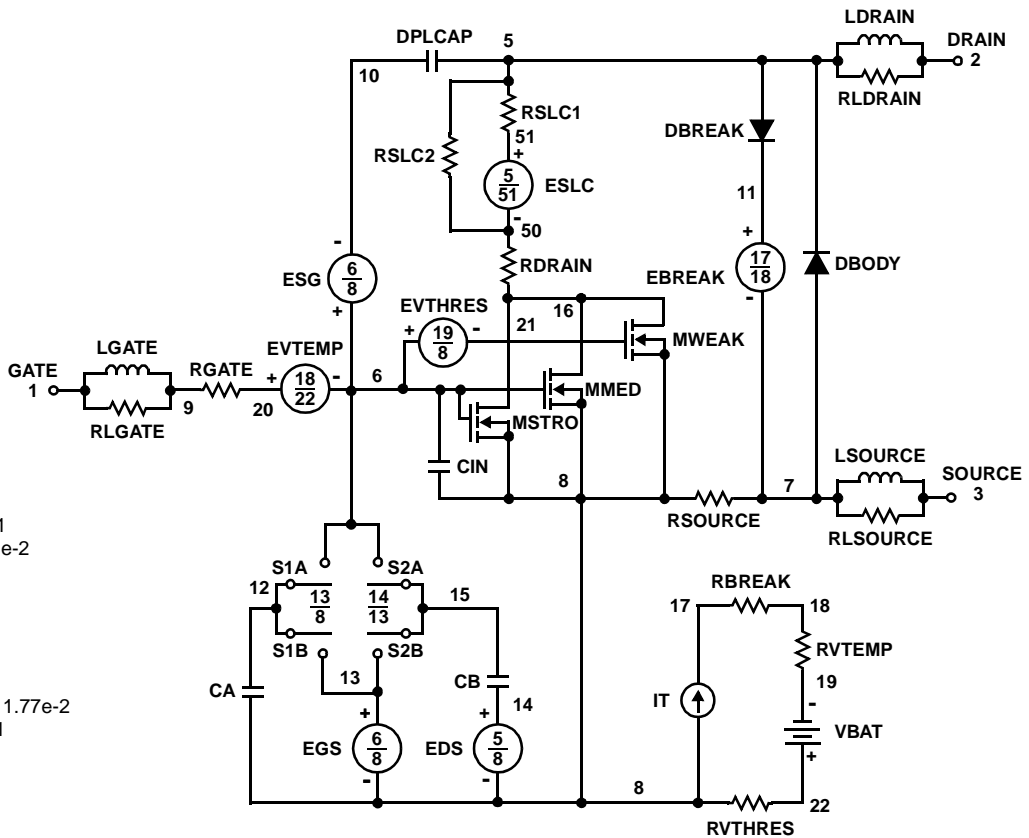 LDRAIN
DPLCAP 5 DRAIN
10 2
RLDRAIN
RSLC1
DBREAK
51
RSLC2 +
5
51 ESLC
11
-
50
- +
RDRAIN 17
18 DBODY
6
8 ESG EBREAK
EVTHRES 16 -
+ + 19
8 - 21 MWEAK
LGATE EVTEMP
GATE RGATE + 18
22 - 6 MMED
1 9 20 MSTRO
RLGATE
LSOURCE
CIN 8 7 SOURCE
3
RSOURCE
RLSOURCE
e-2
S1A S2A RBREAK
12 13
8 14
13 15 17 18
S1B S2B RVTEMP
13 CB 19
1.77e-2 CA 14 IT -
+ + VBAT
EGS 6
8 EDS 5
8 +
- - 8
22
RVTHRES